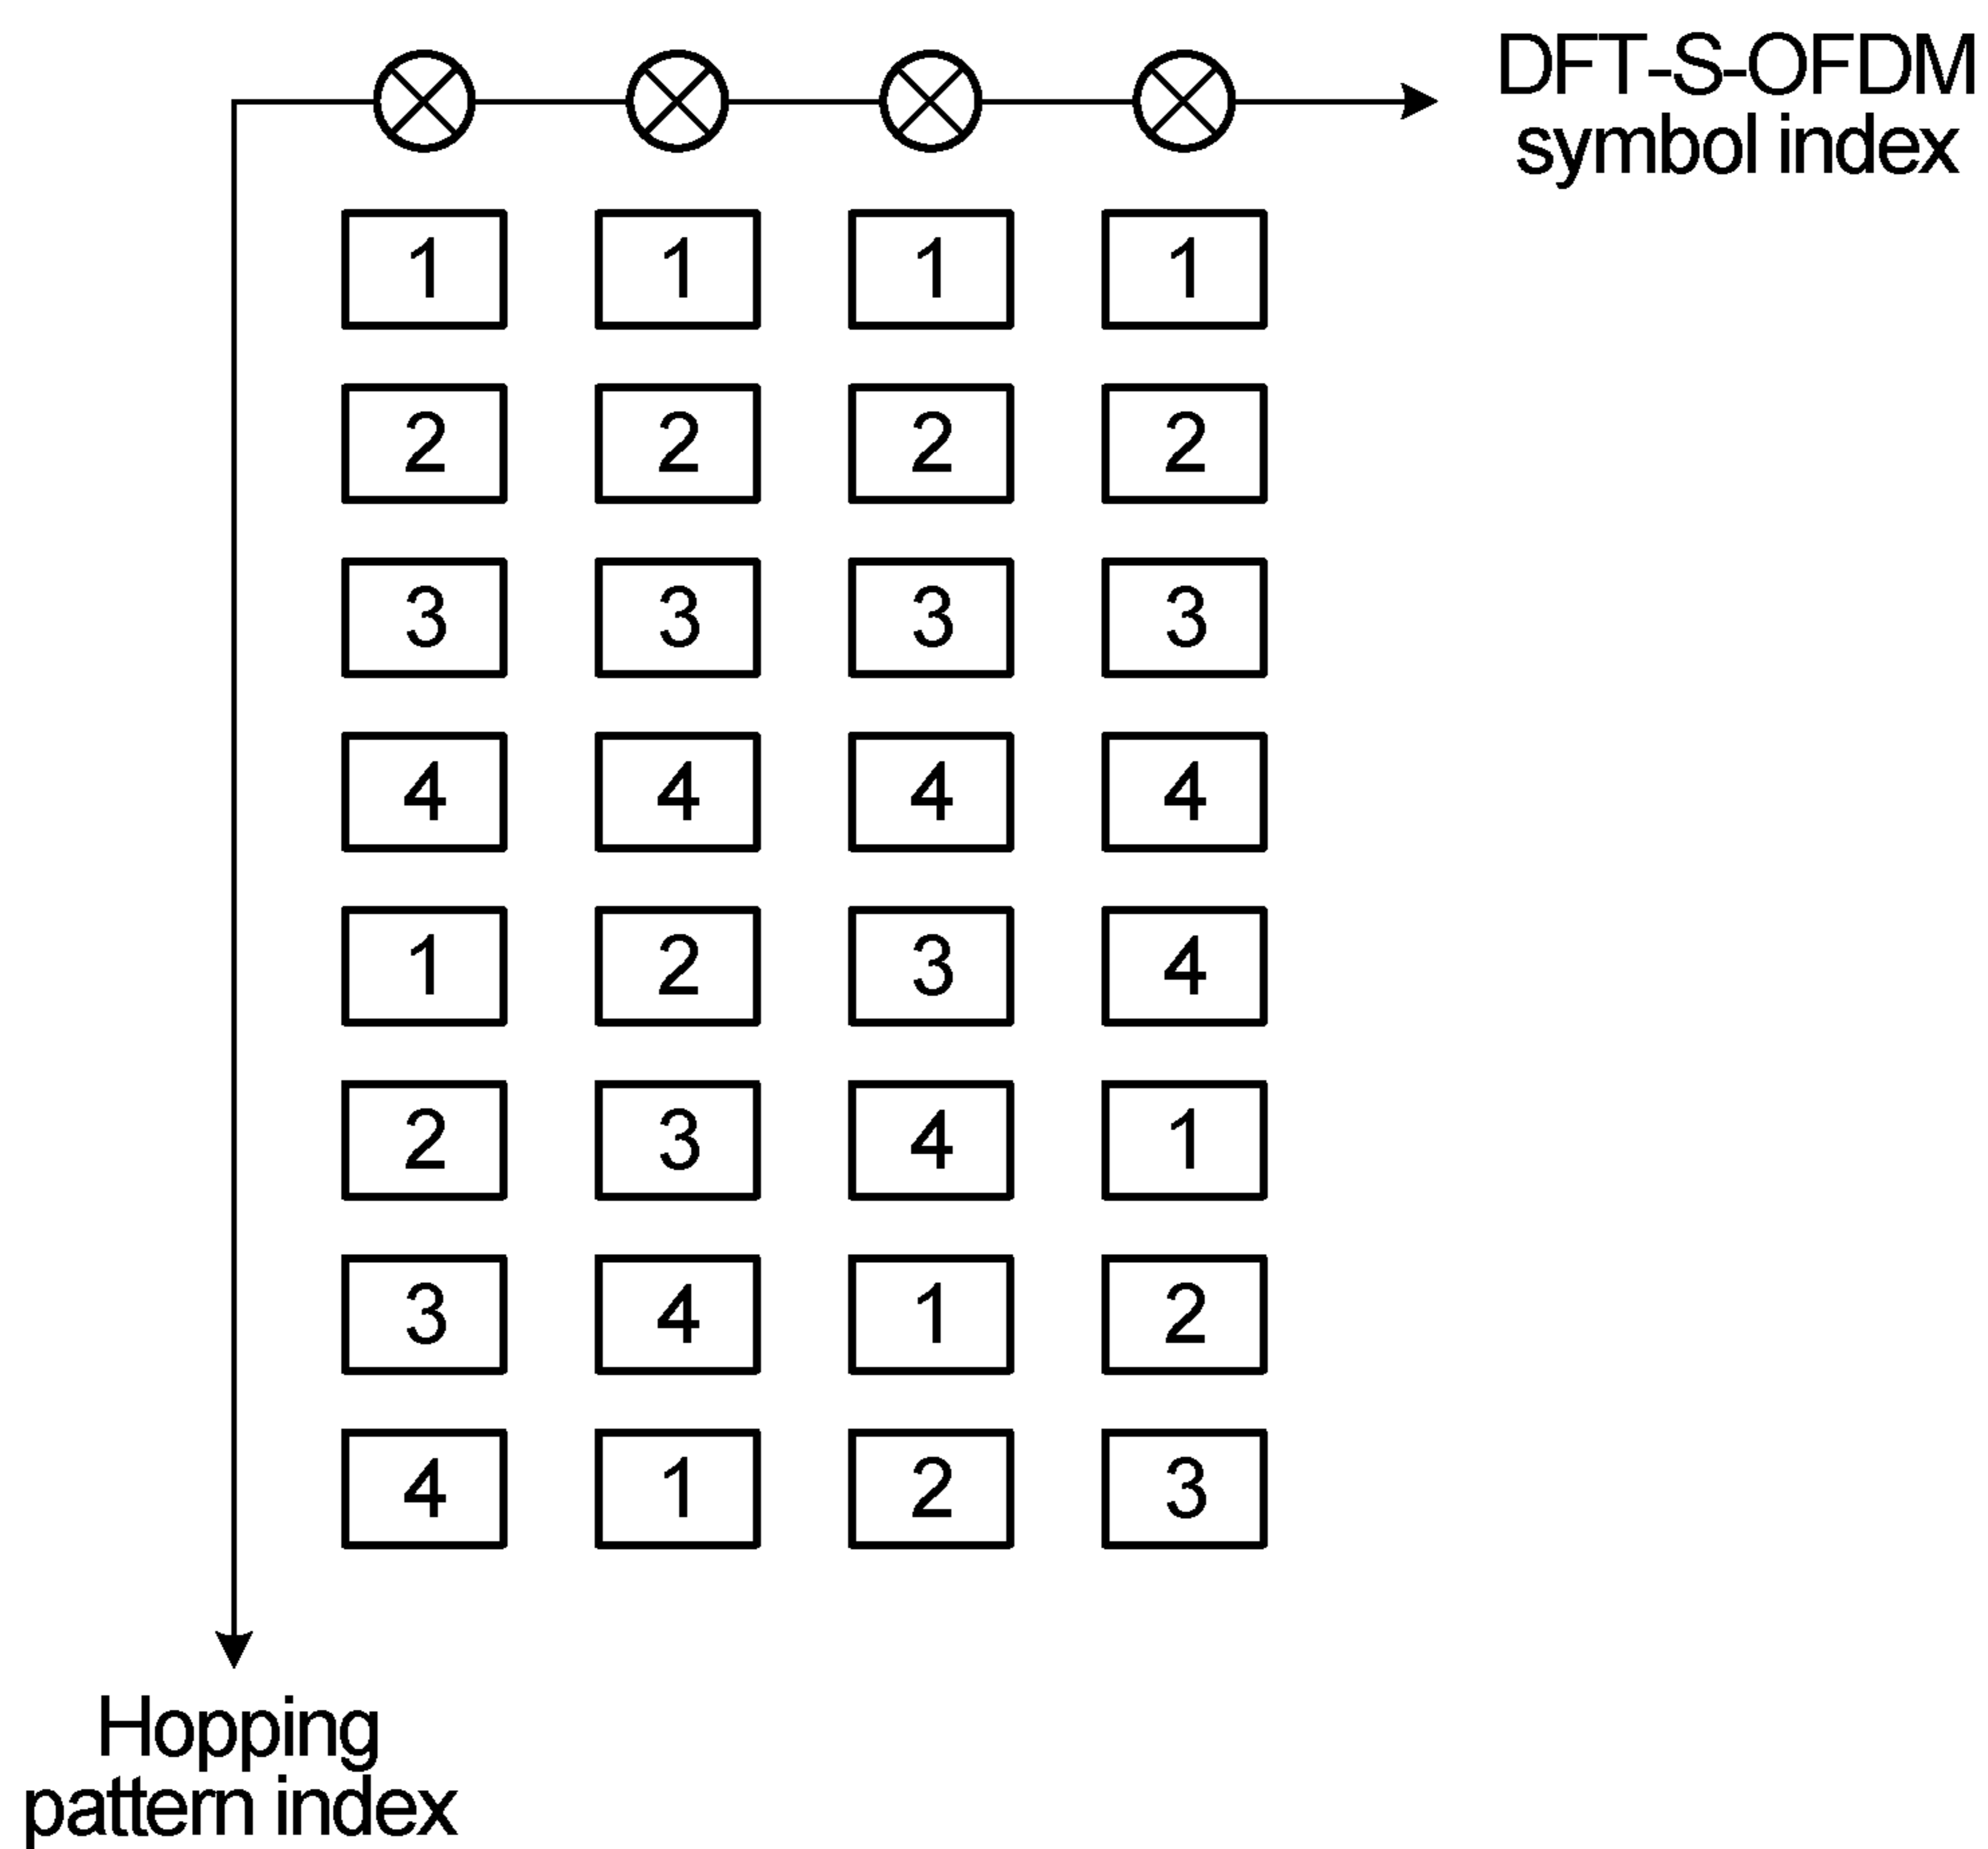 DFT-S-OFDM
symbol index
1 1 1 1
2 2 2 2
3 3 3 3
4 4 4 4
1 2 3 4
2 3 4 1
3 4 1 2
4 1 2 3
Hopping
pattern index